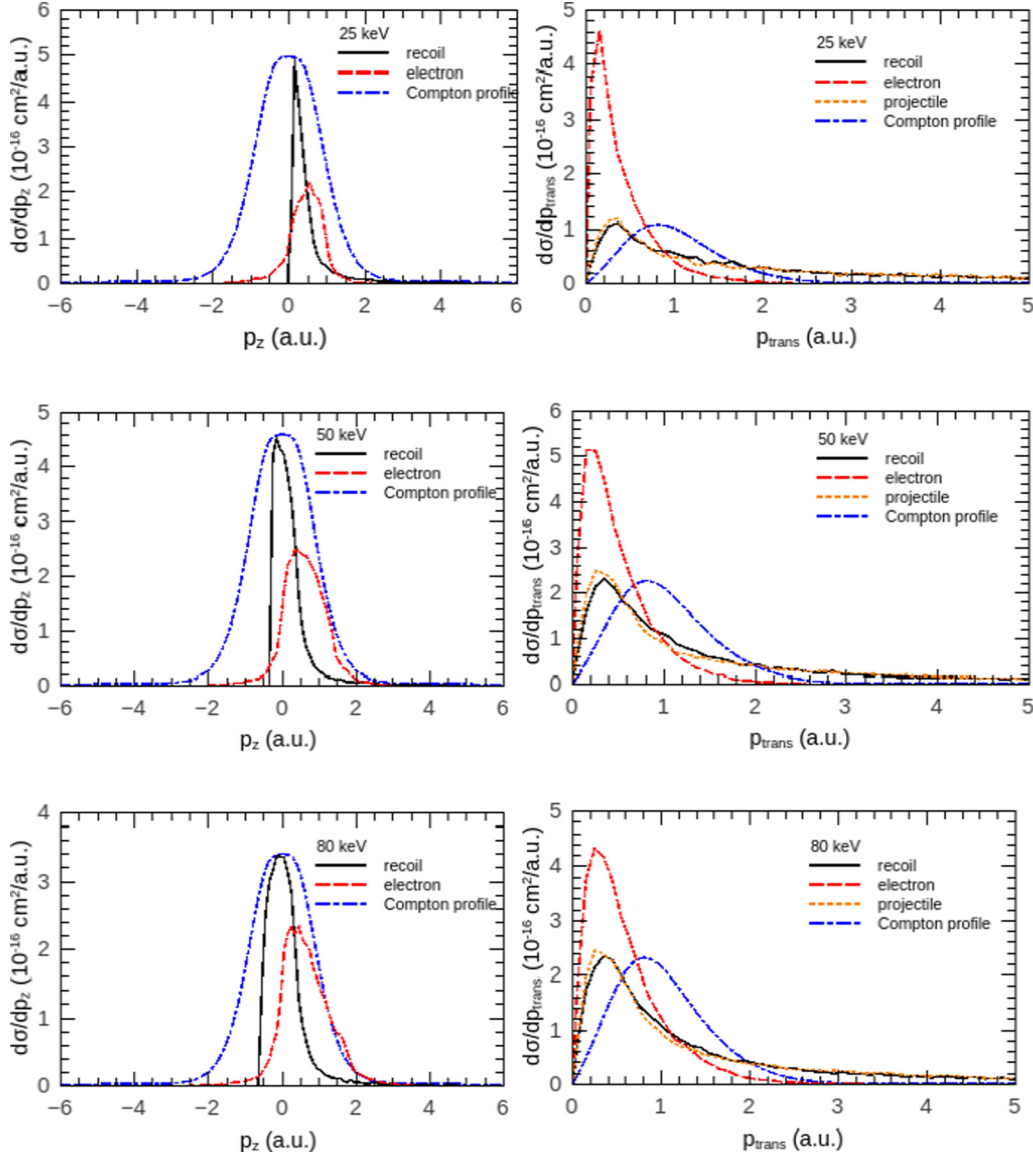 dσ/dp_z (10⁻¹⁶ cm²/a.u.)
5
4
3
2
1
0
25 keV
recoil
electron
Compton profile
−6 −4 −2 0 2 4 6
p_z (a.u.)
dσ/dp_trans (10⁻¹⁶ cm²/a.u.)
5
4
3
2
1
0
25 keV
recoil
electron
projectile
Compton profile
0 1 2 3 4 5
p_trans (a.u.)
dσ/dp_z (10⁻¹⁶ cm²/a.u.)
5
4
3
2
1
0
50 keV
recoil
electron
Compton profile
−6 −4 −2 0 2 4 6
p_z (a.u.)
dσ/dp_trans (10⁻¹⁶ cm²/a.u.)
6
5
4
3
2
1
0
50 keV
recoil
electron
projectile
Compton profile
0 1 2 3 4 5
p_trans (a.u.)
dσ/dp_z (10⁻¹⁶ cm²/a.u.)
4
3
2
1
0
80 keV
recoil
electron
Compton profile
−6 −4 −2 0 2 4 6
p_z (a.u.)
dσ/dp_trans (10⁻¹⁶ cm²/a.u.)
5
4
3
2
1
0
80 keV
recoil
electron
projectile
Compton profile
0 1 2 3 4 5
p_trans (a.u.)